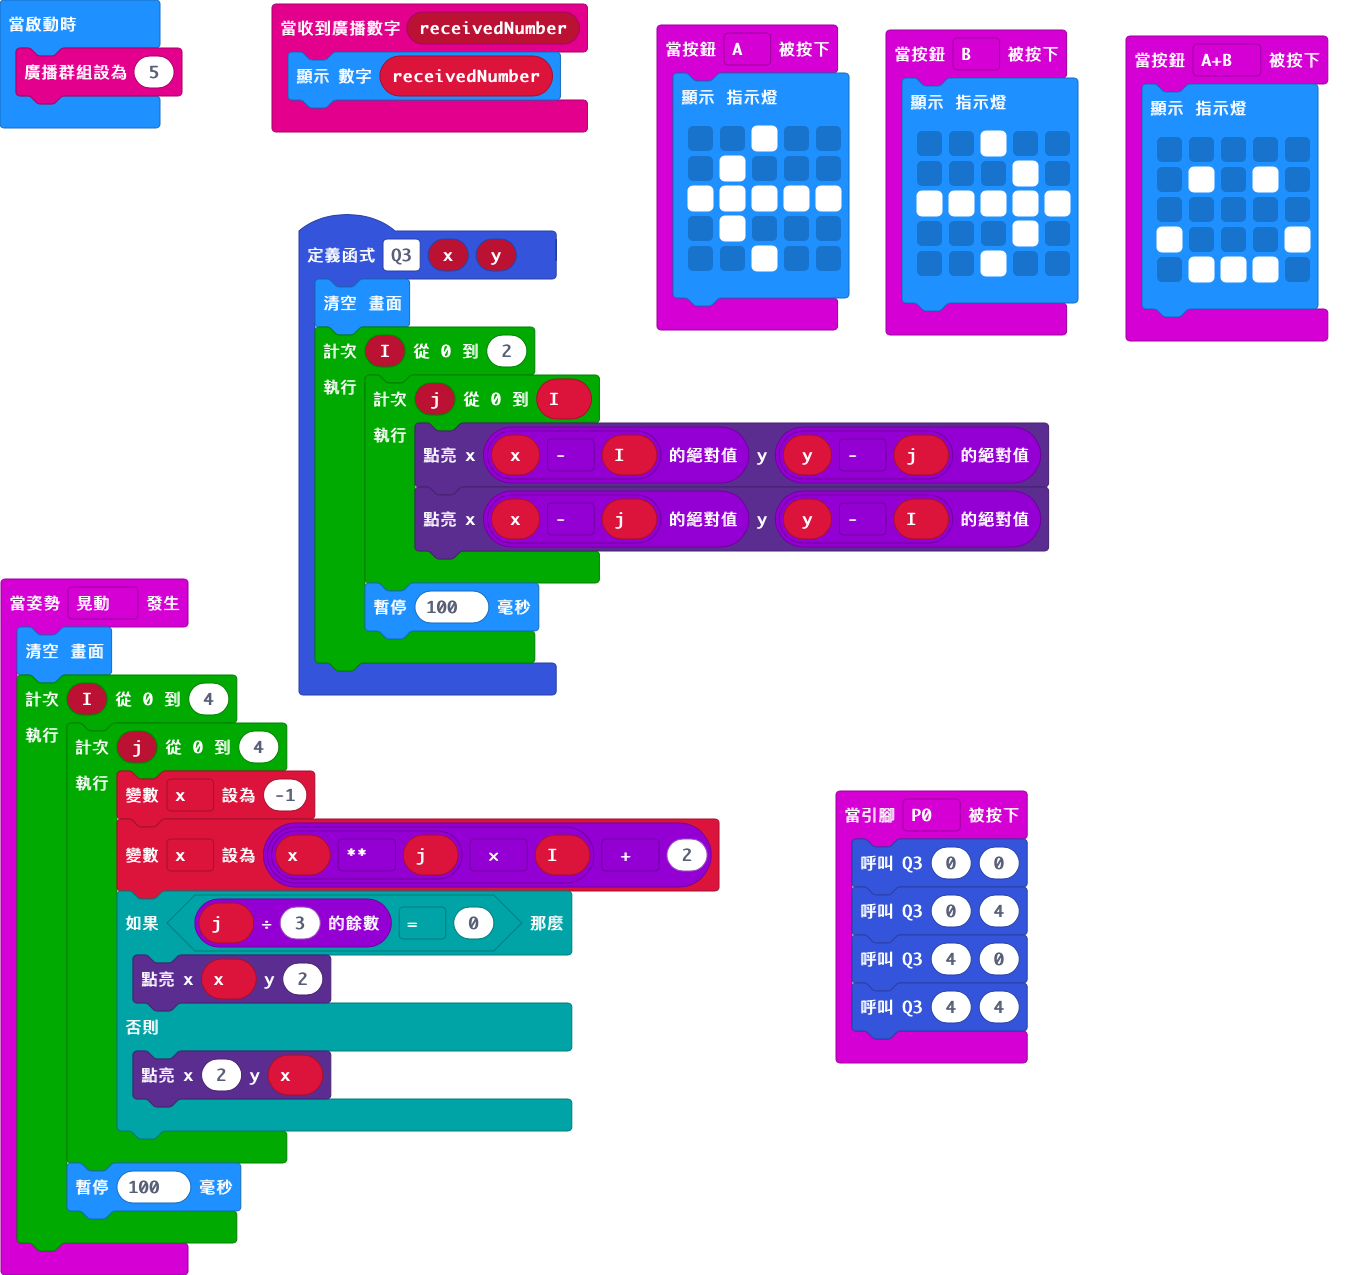 當啟動時
廣播群組設為 5
當收到廣播數字 receivedNumber
顯示 數字 receivedNumber
當按鈕 A 被按下
顯示 指示燈
當按鈕 B 被按下
顯示 指示燈
當按鈕 A+B 被按下
顯示 指示燈
定義函式 Q3 x y
清空 畫面
計次 I 從 0 到 2
執行
計次 j 從 0 到 I
執行
點亮 x x - I 的絕對值 y y - j 的絕對值
點亮 x x - j 的絕對值 y y - I 的絕對值
暫停 100 毫秒
當姿勢 晃動 發生
清空 畫面
計次 I 從 0 到 4
執行
計次 j 從 0 到 4
執行
變數 x 設為 -1
變數 x 設為 x ** j × I + 2
如果 j ÷ 3 的餘數 = 0 那麼
點亮 x x y 2
否則
點亮 x 2 y x
暫停 100 毫秒
當引腳 P0 被按下
呼叫 Q3 0 0
呼叫 Q3 0 4
呼叫 Q3 4 0
呼叫 Q3 4 4